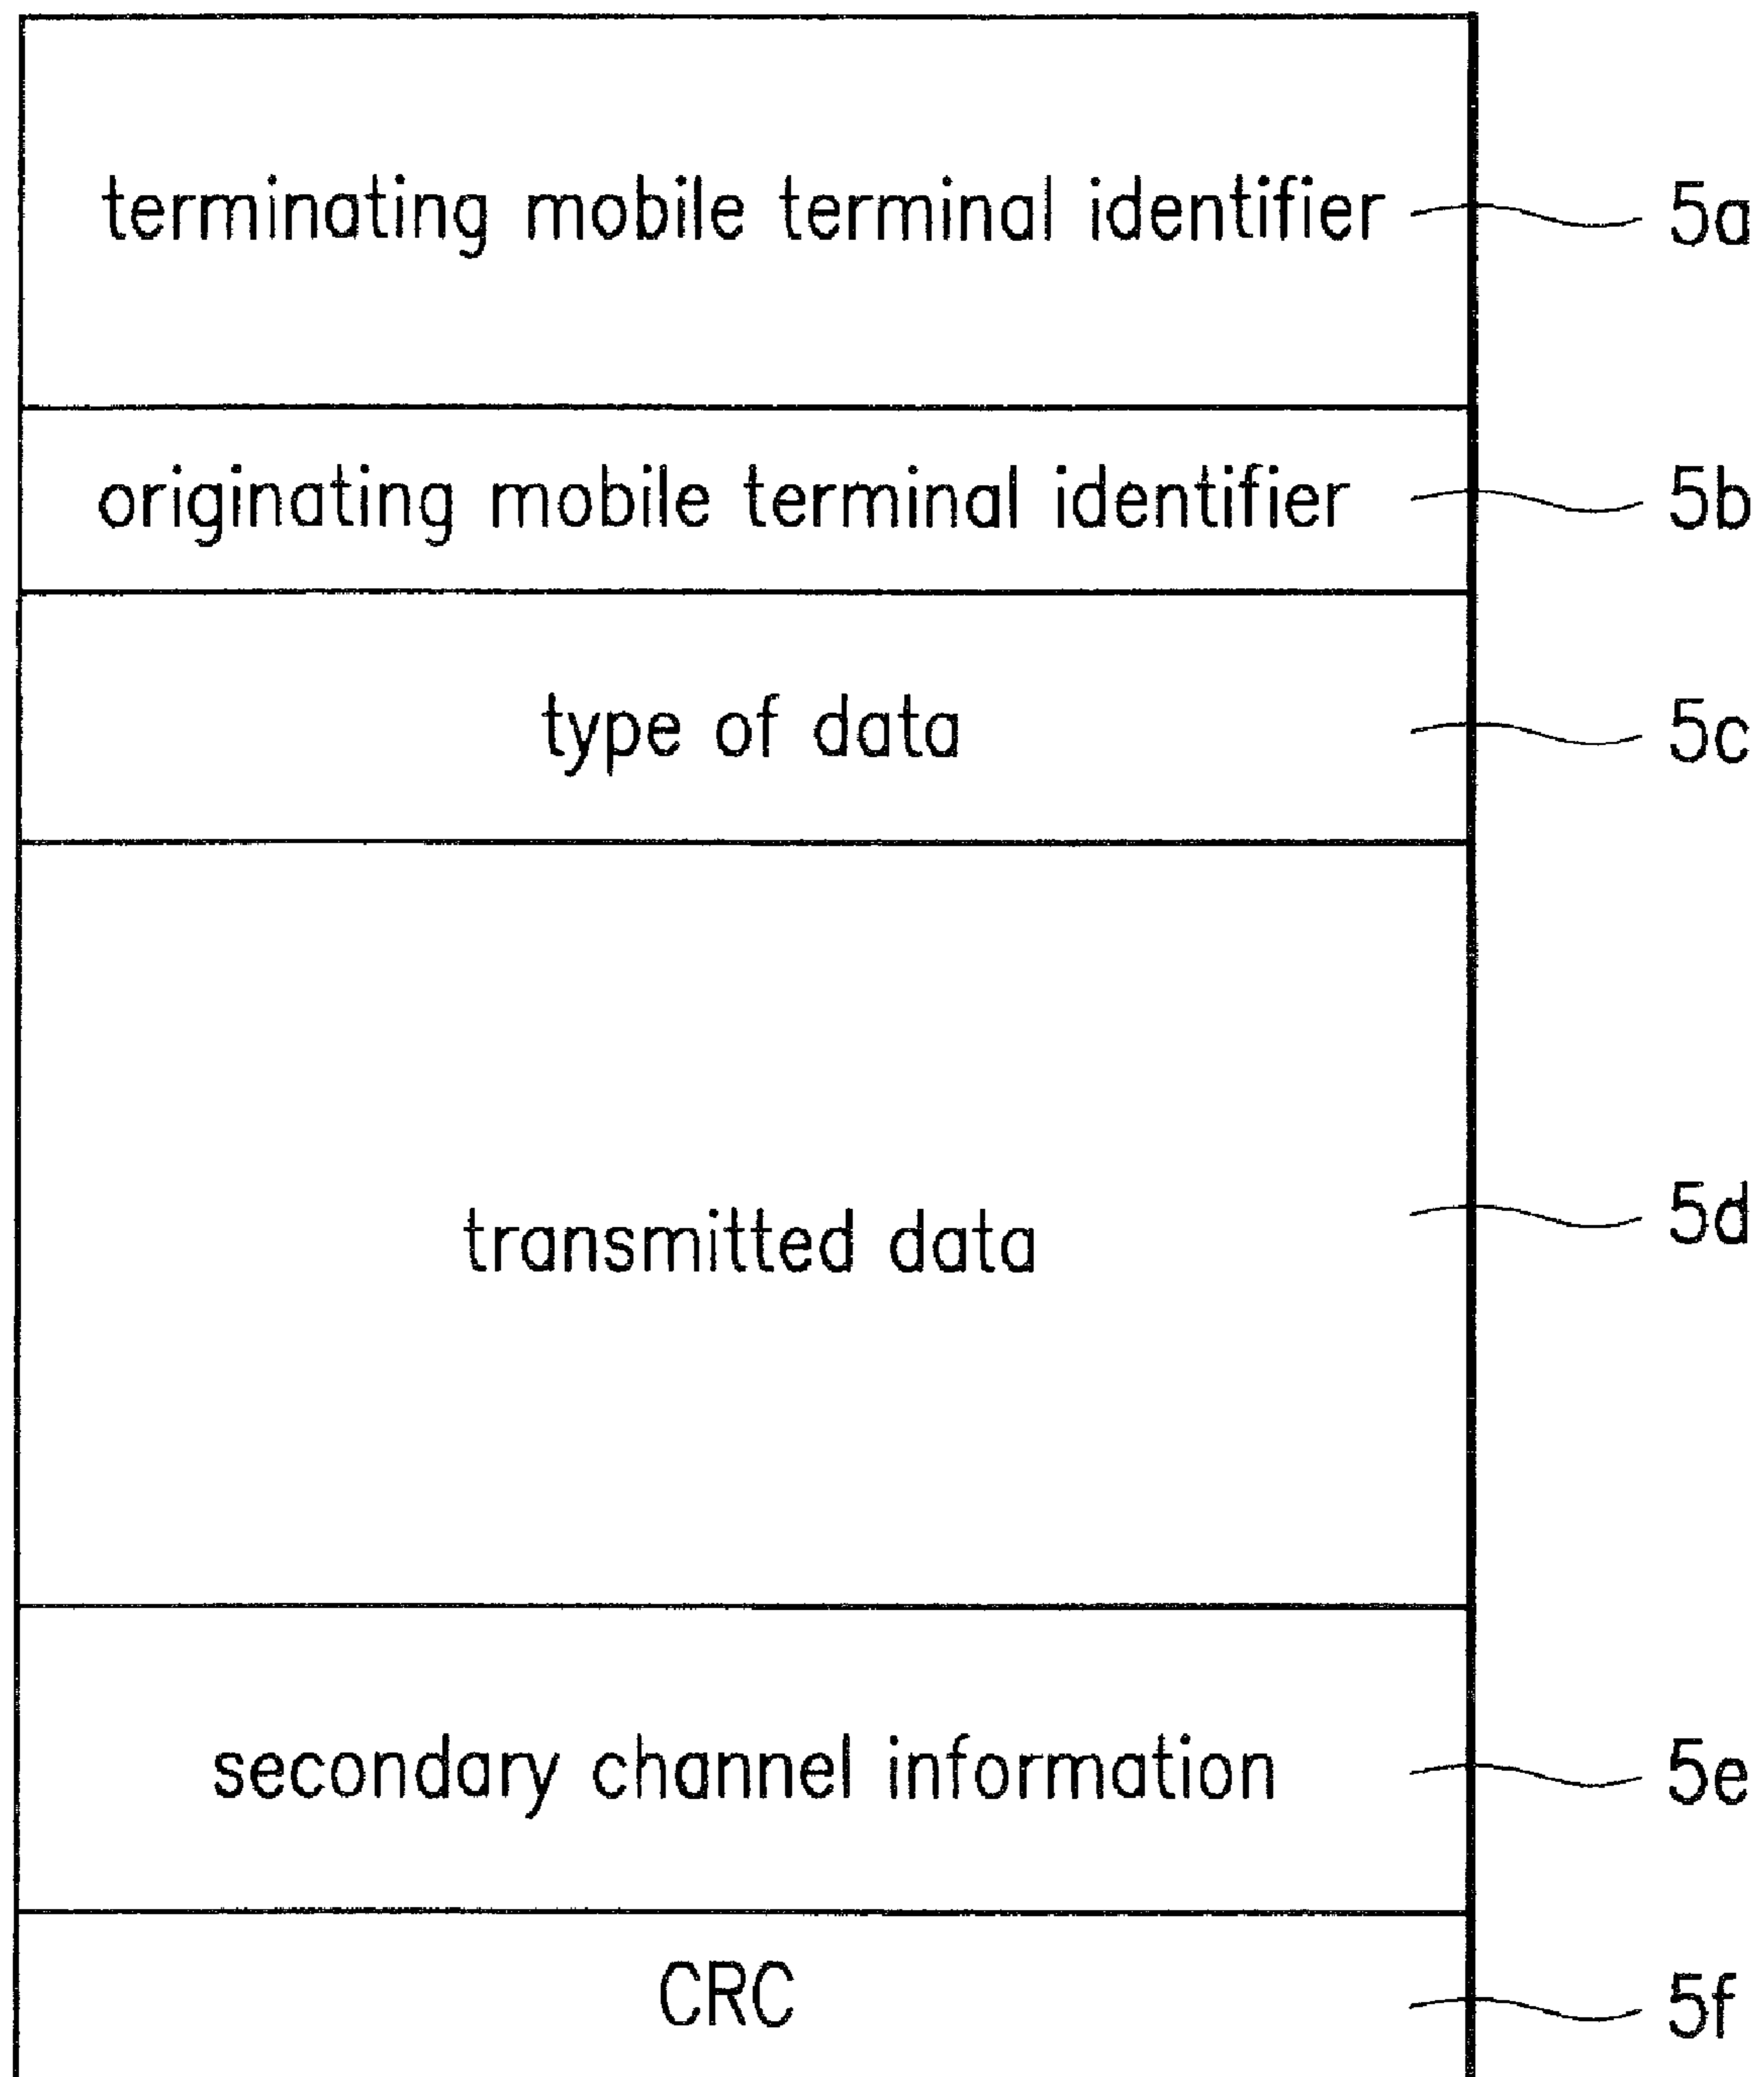 terminating mobile terminal identifier 5a
originating mobile terminal identifier 5b
type of data 5c
transmitted data 5d
secondary channel information 5e
CRC 5f